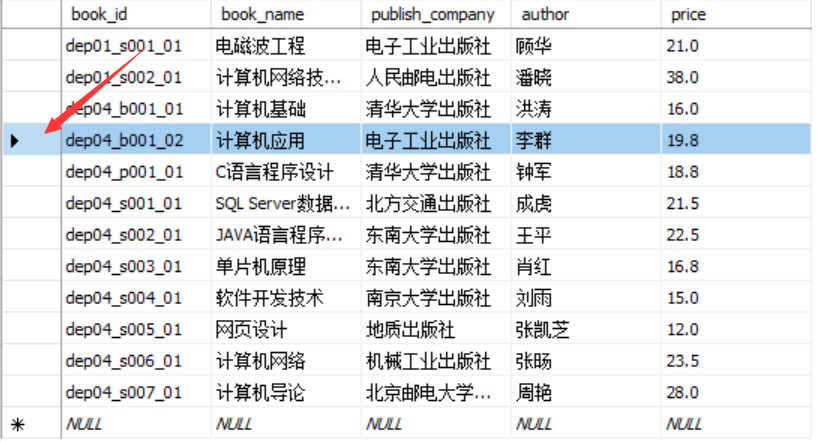 book_id book_name publish_company author price
dep01_s001_01 电磁波工程 电子工业出版社 顾华 21.0
dep01_s002_01 计算机网络技... 人民邮电出版社 潘晓 38.0
dep04_b001_01 计算机基础 清华大学出版社 洪涛 16.0
dep04_b001_02 计算机应用 电子工业出版社 李群 19.8
dep04_p001_01 C语言程序设计 清华大学出版社 钟军 18.8
dep04_s001_01 SQL Server数据... 北方交通出版社 成虎 21.5
dep04_s002_01 JAVA语言程序... 东南大学出版社 王平 22.5
dep04_s003_01 单片机原理 东南大学出版社 肖红 16.8
dep04_s004_01 软件开发技术 南京大学出版社 刘雨 15.0
dep04_s005_01 网页设计 地质出版社 张凯芝 12.0
dep04_s006_01 计算机网络 机械工业出版社 张旸 23.5
dep04_s007_01 计算机导论 北京邮电大学... 周艳 28.0
NULL NULL NULL NULL NULL